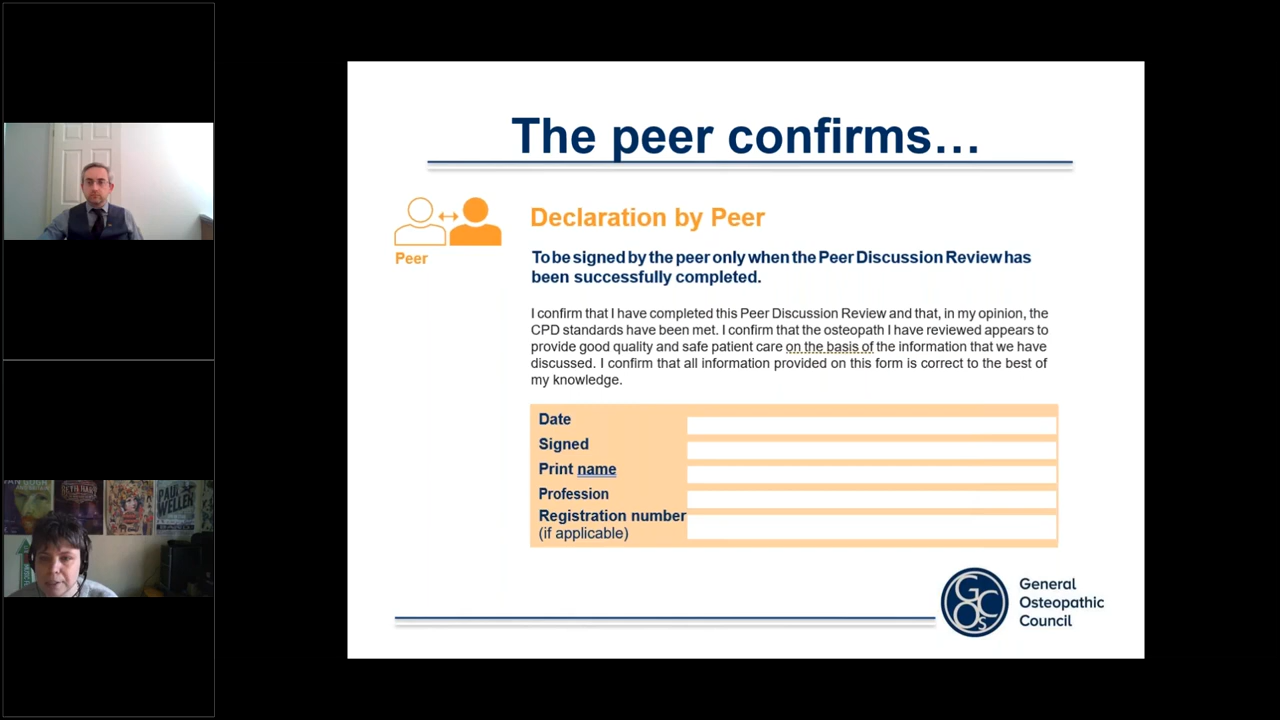 The peer confirms…
Peer
Declaration by Peer
To be signed by the peer only when the Peer Discussion Review has
been successfully completed.
I confirm that I have completed this Peer Discussion Review and that, in my opinion, the
CPD standards have been met. I confirm that the osteopath I have reviewed appears to
provide good quality and safe patient care on the basis of the information that we have
discussed. I confirm that all information provided on this form is correct to the best of
my knowledge.
Date
Signed
Print name
Profession
Registration number
(if applicable)
GOsC
General
Osteopathic
Council
PAUL
WELLER